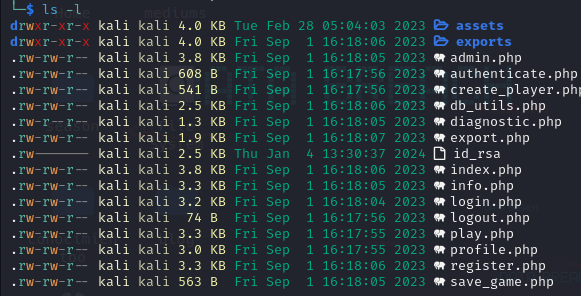 └─$ ls -l
drwxr-xr-x kali kali 4.0 KB Tue Feb 28 05:04:03 2023 assets
drwxr-xr-x kali kali 4.0 KB Fri Sep  1 16:18:06 2023 exports
.rw-rw-r-- kali kali 3.8 KB Fri Sep  1 16:18:05 2023 admin.php
.rw-rw-r-- kali kali 608 B  Fri Sep  1 16:17:56 2023 authenticate.php
.rw-rw-r-- kali kali 541 B  Fri Sep  1 16:17:56 2023 create_player.php
.rw-rw-r-- kali kali 2.5 KB Fri Sep  1 16:18:06 2023 db_utils.php
.rw-rw-r-- kali kali 1.3 KB Fri Sep  1 16:18:05 2023 diagnostic.php
.rw-rw-r-- kali kali 1.9 KB Fri Sep  1 16:18:07 2023 export.php
.rw------- kali kali 2.5 KB Thu Jan  4 13:30:37 2024 id_rsa
.rw-rw-r-- kali kali 3.8 KB Fri Sep  1 16:18:06 2023 index.php
.rw-rw-r-- kali kali 3.3 KB Fri Sep  1 16:18:05 2023 info.php
.rw-rw-r-- kali kali 3.2 KB Fri Sep  1 16:18:04 2023 login.php
.rw-rw-r-- kali kali  74 B  Fri Sep  1 16:17:56 2023 logout.php
.rw-rw-r-- kali kali 3.3 KB Fri Sep  1 16:17:55 2023 play.php
.rw-rw-r-- kali kali 3.0 KB Fri Sep  1 16:17:55 2023 profile.php
.rw-rw-r-- kali kali 3.3 KB Fri Sep  1 16:18:06 2023 register.php
.rw-rw-r-- kali kali 563 B  Fri Sep  1 16:18:05 2023 save_game.php